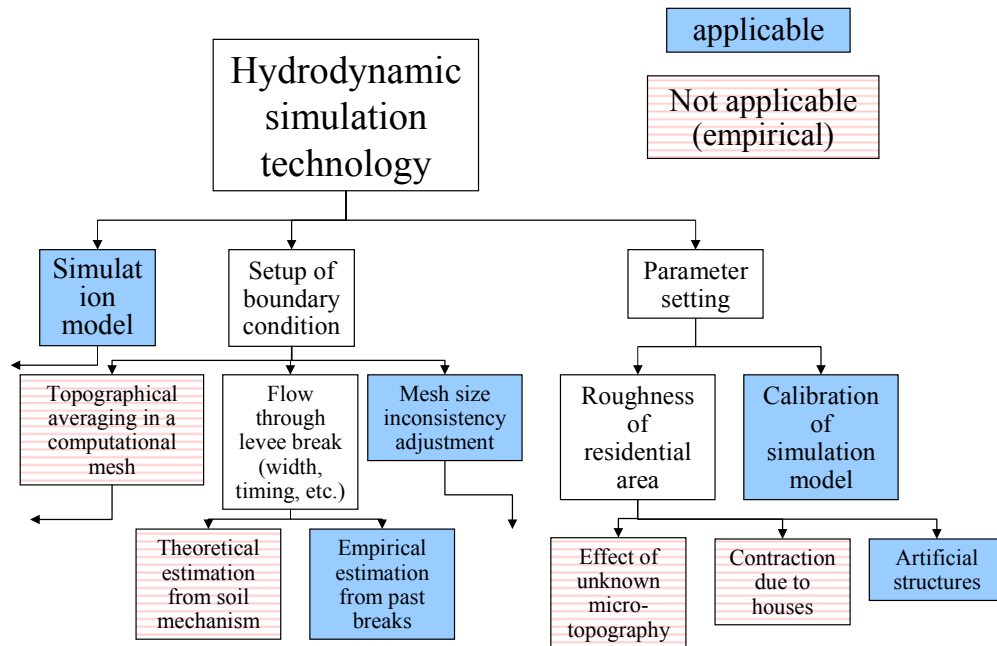 applicable
Hydrodynamic
simulation
technology
Not applicable
(empirical)
Simulat
ion
model
Setup of
boundary
condition
Parameter
setting
Topographical
averaging in a
computational
mesh
Flow
through
levee break
(width,
timing, etc.)
Mesh size
inconsistency
adjustment
Roughness
of
residential
area
Calibration
of
simulation
model
Theoretical
estimation
from soil
mechanism
Empirical
estimation
from past
breaks
Effect of
unknown
micro-
topography
Contraction
due to
houses
Artificial
structures